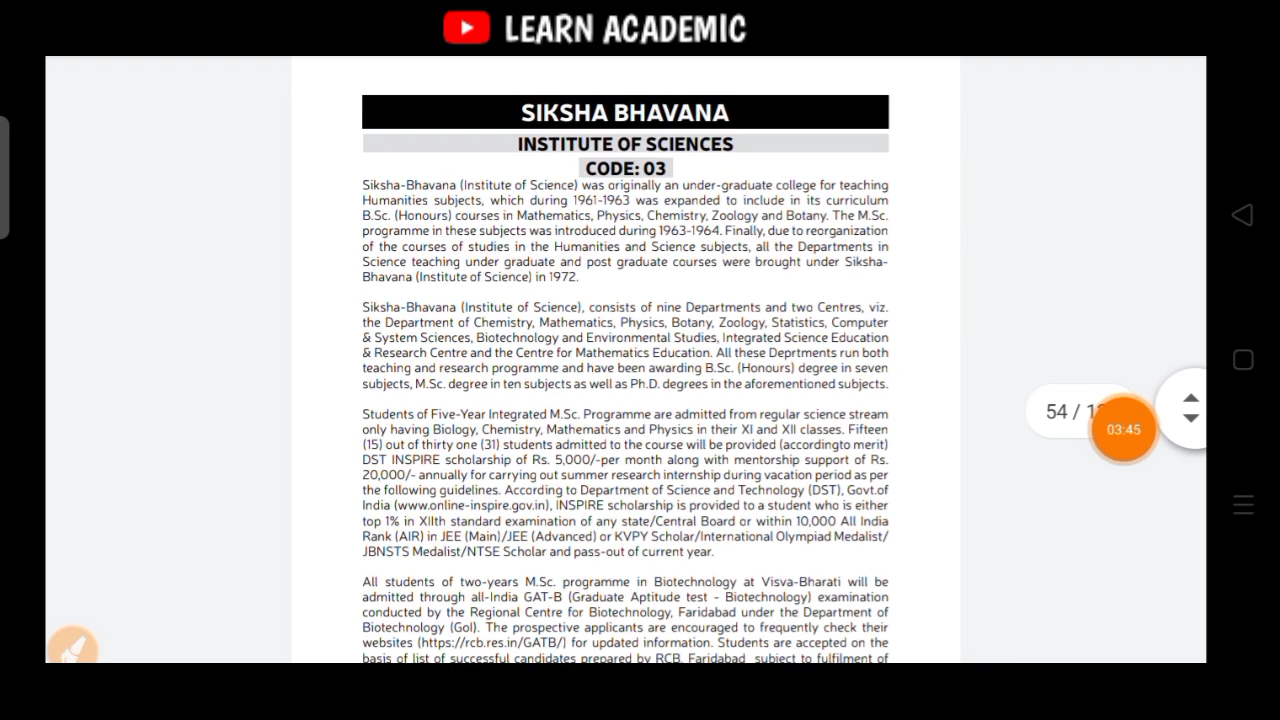 LEARN ACADEMIC
SIKSHA BHAVANA
INSTITUTE OF SCIENCES
CODE: 03
Siksha-Bhavana (Institute of Science) was originally an under-graduate college for teaching
Humanities subjects, which during 1961-1963 was expanded to include in its curriculum
B.Sc. (Honours) courses in Mathematics, Physics, Chemistry, Zoology and Botany. The M.Sc.
programme in these subjects was introduced during 1963-1964. Finally, due to reorganization
of the courses of studies in the Humanities and Science subjects, all the Departments in
Science teaching under graduate and post graduate courses were brought under Siksha-
Bhavana (Institute of Science) in 1972.
Siksha-Bhavana (Institute of Science), consists of nine Departments and two Centres, viz.
the Department of Chemistry, Mathematics, Physics, Botany, Zoology, Statistics, Computer
& System Sciences, Biotechnology and Environmental Studies, Integrated Science Education
& Research Centre and the Centre for Mathematics Education. All these Deprtments run both
teaching and research programme and have been awarding B.Sc. (Honours) degree in seven
subjects, M.Sc. degree in ten subjects as well as Ph.D. degrees in the aforementioned subjects.
Students of Five-Year Integrated M.Sc. Programme are admitted from regular science stream
only having Biology, Chemistry, Mathematics and Physics in their XI and XII classes. Fifteen
(15) out of thirty one (31) students admitted to the course will be provided (accordingto merit)
DST INSPIRE scholarship of Rs. 5,000/-per month along with mentorship support of Rs.
20,000/- annually for carrying out summer research internship during vacation period as per
the following guidelines. According to Department of Science and Technology (DST), Govt.of
India (www.online-inspire.gov.in), INSPIRE scholarship is provided to a student who is either
top 1% in XIIth standard examination of any state/Central Board or within 10,000 All India
Rank (AIR) in JEE (Main)/JEE (Advanced) or KVPY Scholar/International Olympiad Medalist/
JBNSTS Medalist/NTSE Scholar and pass-out of current year.
All students of two-years M.Sc. programme in Biotechnology at Visva-Bharati will be
admitted through all-India GAT-B (Graduate Aptitude test - Biotechnology) examination
conducted by the Regional Centre for Biotechnology, Faridabad under the Department of
Biotechnology (GoI). The prospective applicants are encouraged to frequently check their
websites (https://rcb.res.in/GATB/) for updated information. Students are accepted on the
basis of list of successful candidates prepared by RCB, Faridabad subject to fulfilment of
54 /
03:45